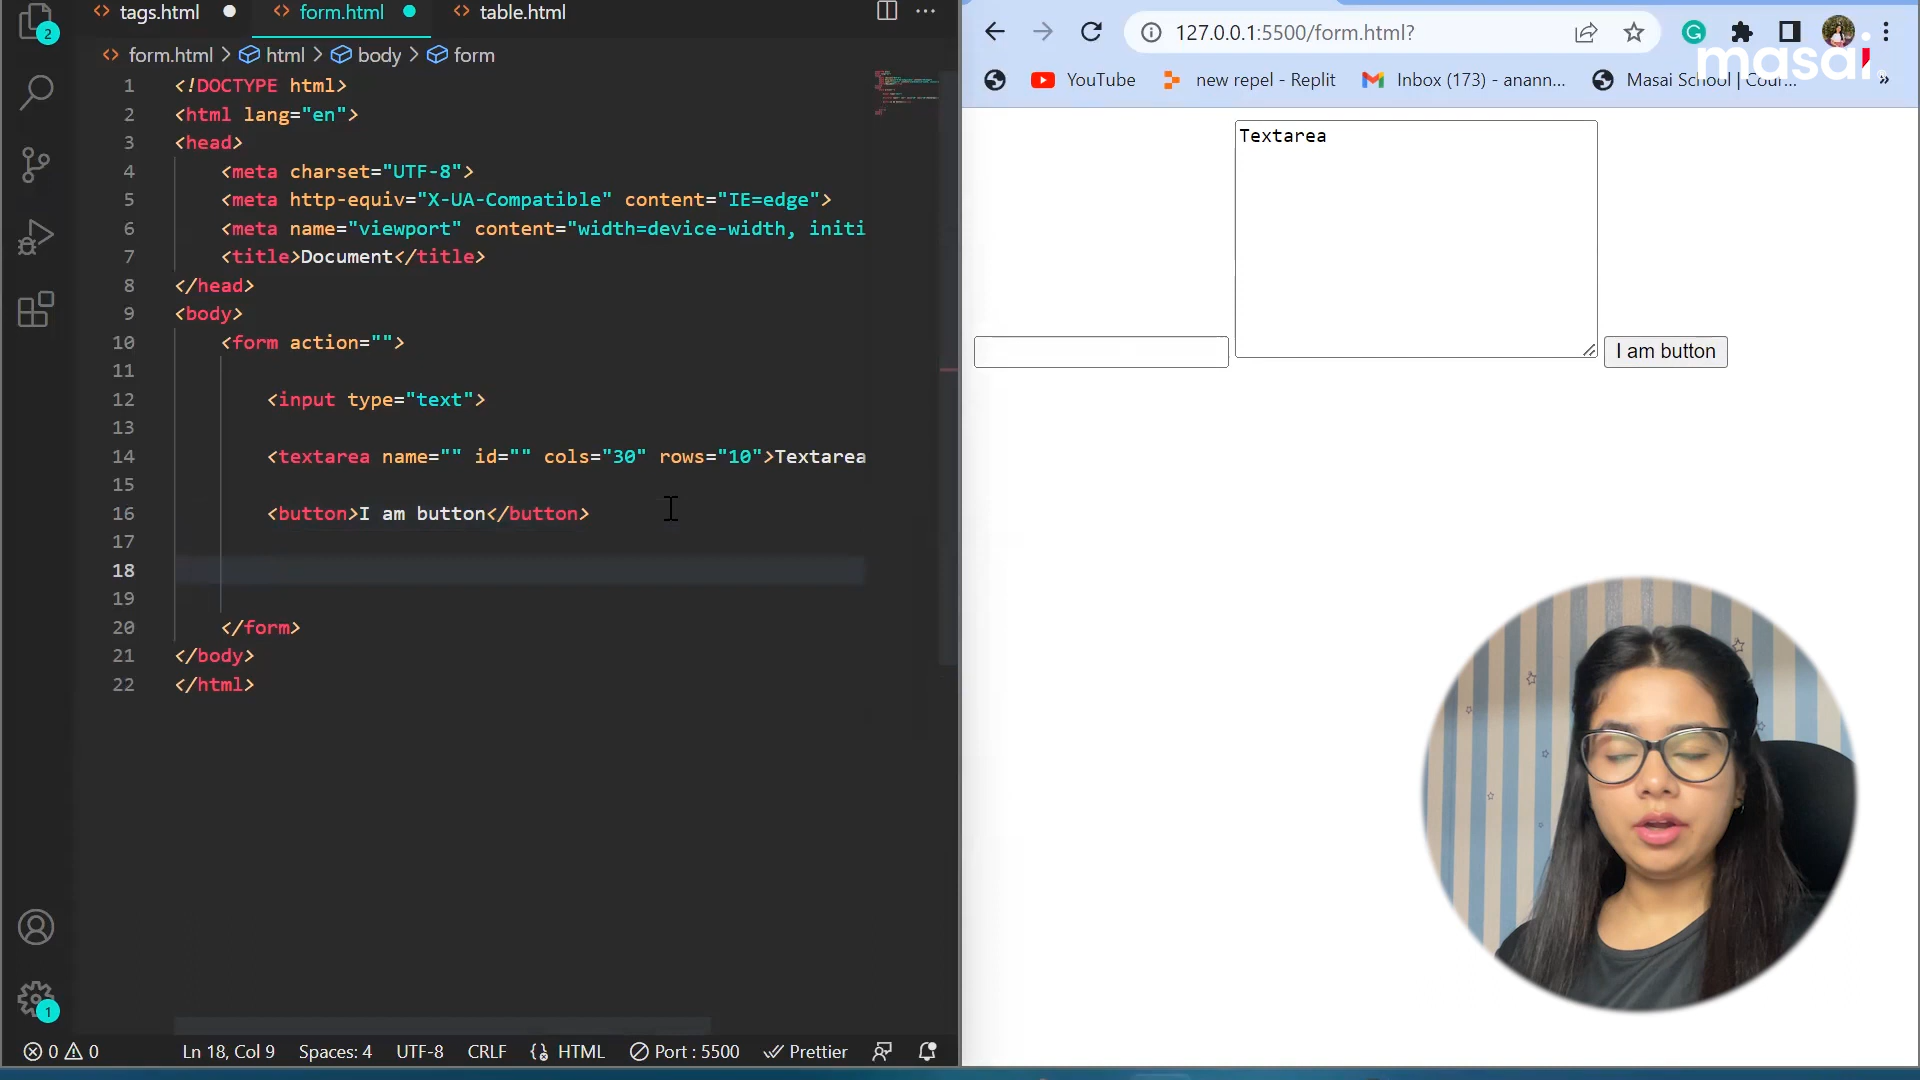 tags.html
form.html
table.html
form.html > html > body > form
1 <!DOCTYPE html>
2 <html lang="en">
3 <head>
4 <meta charset="UTF-8">
5 <meta http-equiv="X-UA-Compatible" content="IE=edge">
6 <meta name="viewport" content="width=device-width, initi
7 <title>Document</title>
8 </head>
9 <body>
10 <form action="">
11
12 <input type="text">
13
14 <textarea name="" id="" cols="30" rows="10">Textarea
15
16 <button>I am button</button>
17
18
19
20 </form>
21 </body>
22 </html>
2
1
0 0
Ln 18, Col 9
Spaces: 4
UTF-8
CRLF
HTML
Port : 5500
Prettier
127.0.0.1:5500/form.html?
masai.
YouTube
new repel - Replit
Inbox (173) - anann...
Masai School | Cour...
»
Textarea
I am button